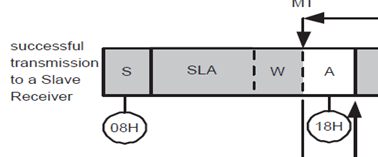 MT
successful
transmission
to a Slave
Receiver
S SLA W A
08H 18H